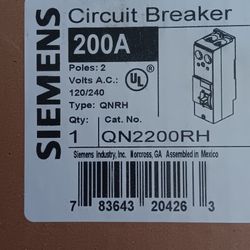 SIEMENS
Circuit Breaker
200A
Poles: 2
Volts A.C.:
120/240
Type: QNRH
Qty: Cat. No.
1 QN2200RH
UL
Siemens Industry, Inc. Norcross, GA Assembled in Mexico
7 83643 20426 3